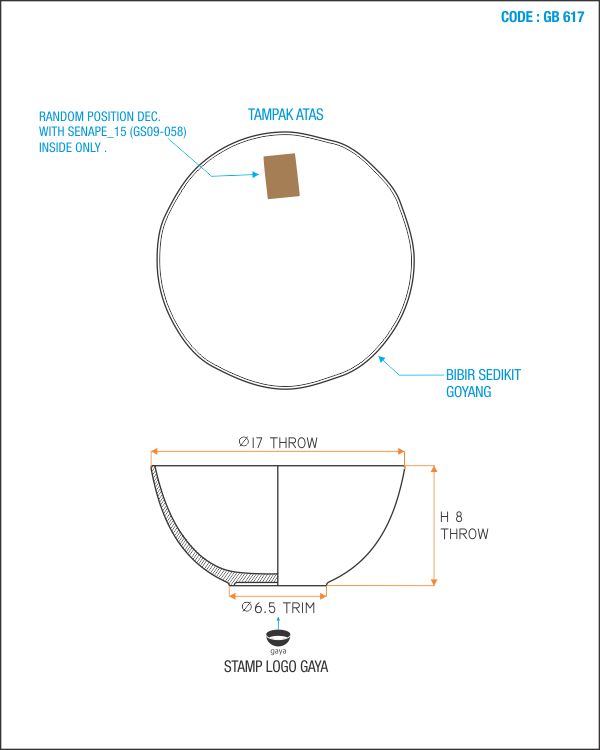 CODE : GB 617
TAMPAK ATAS
RANDOM POSITION DEC.
WITH SENAPE_15 (GS09-058)
INSIDE ONLY .
BIBIR SEDIKIT
GOYANG
Ø17 THROW
H 8
THROW
Ø6.5 TRIM
gaya
STAMP LOGO GAYA